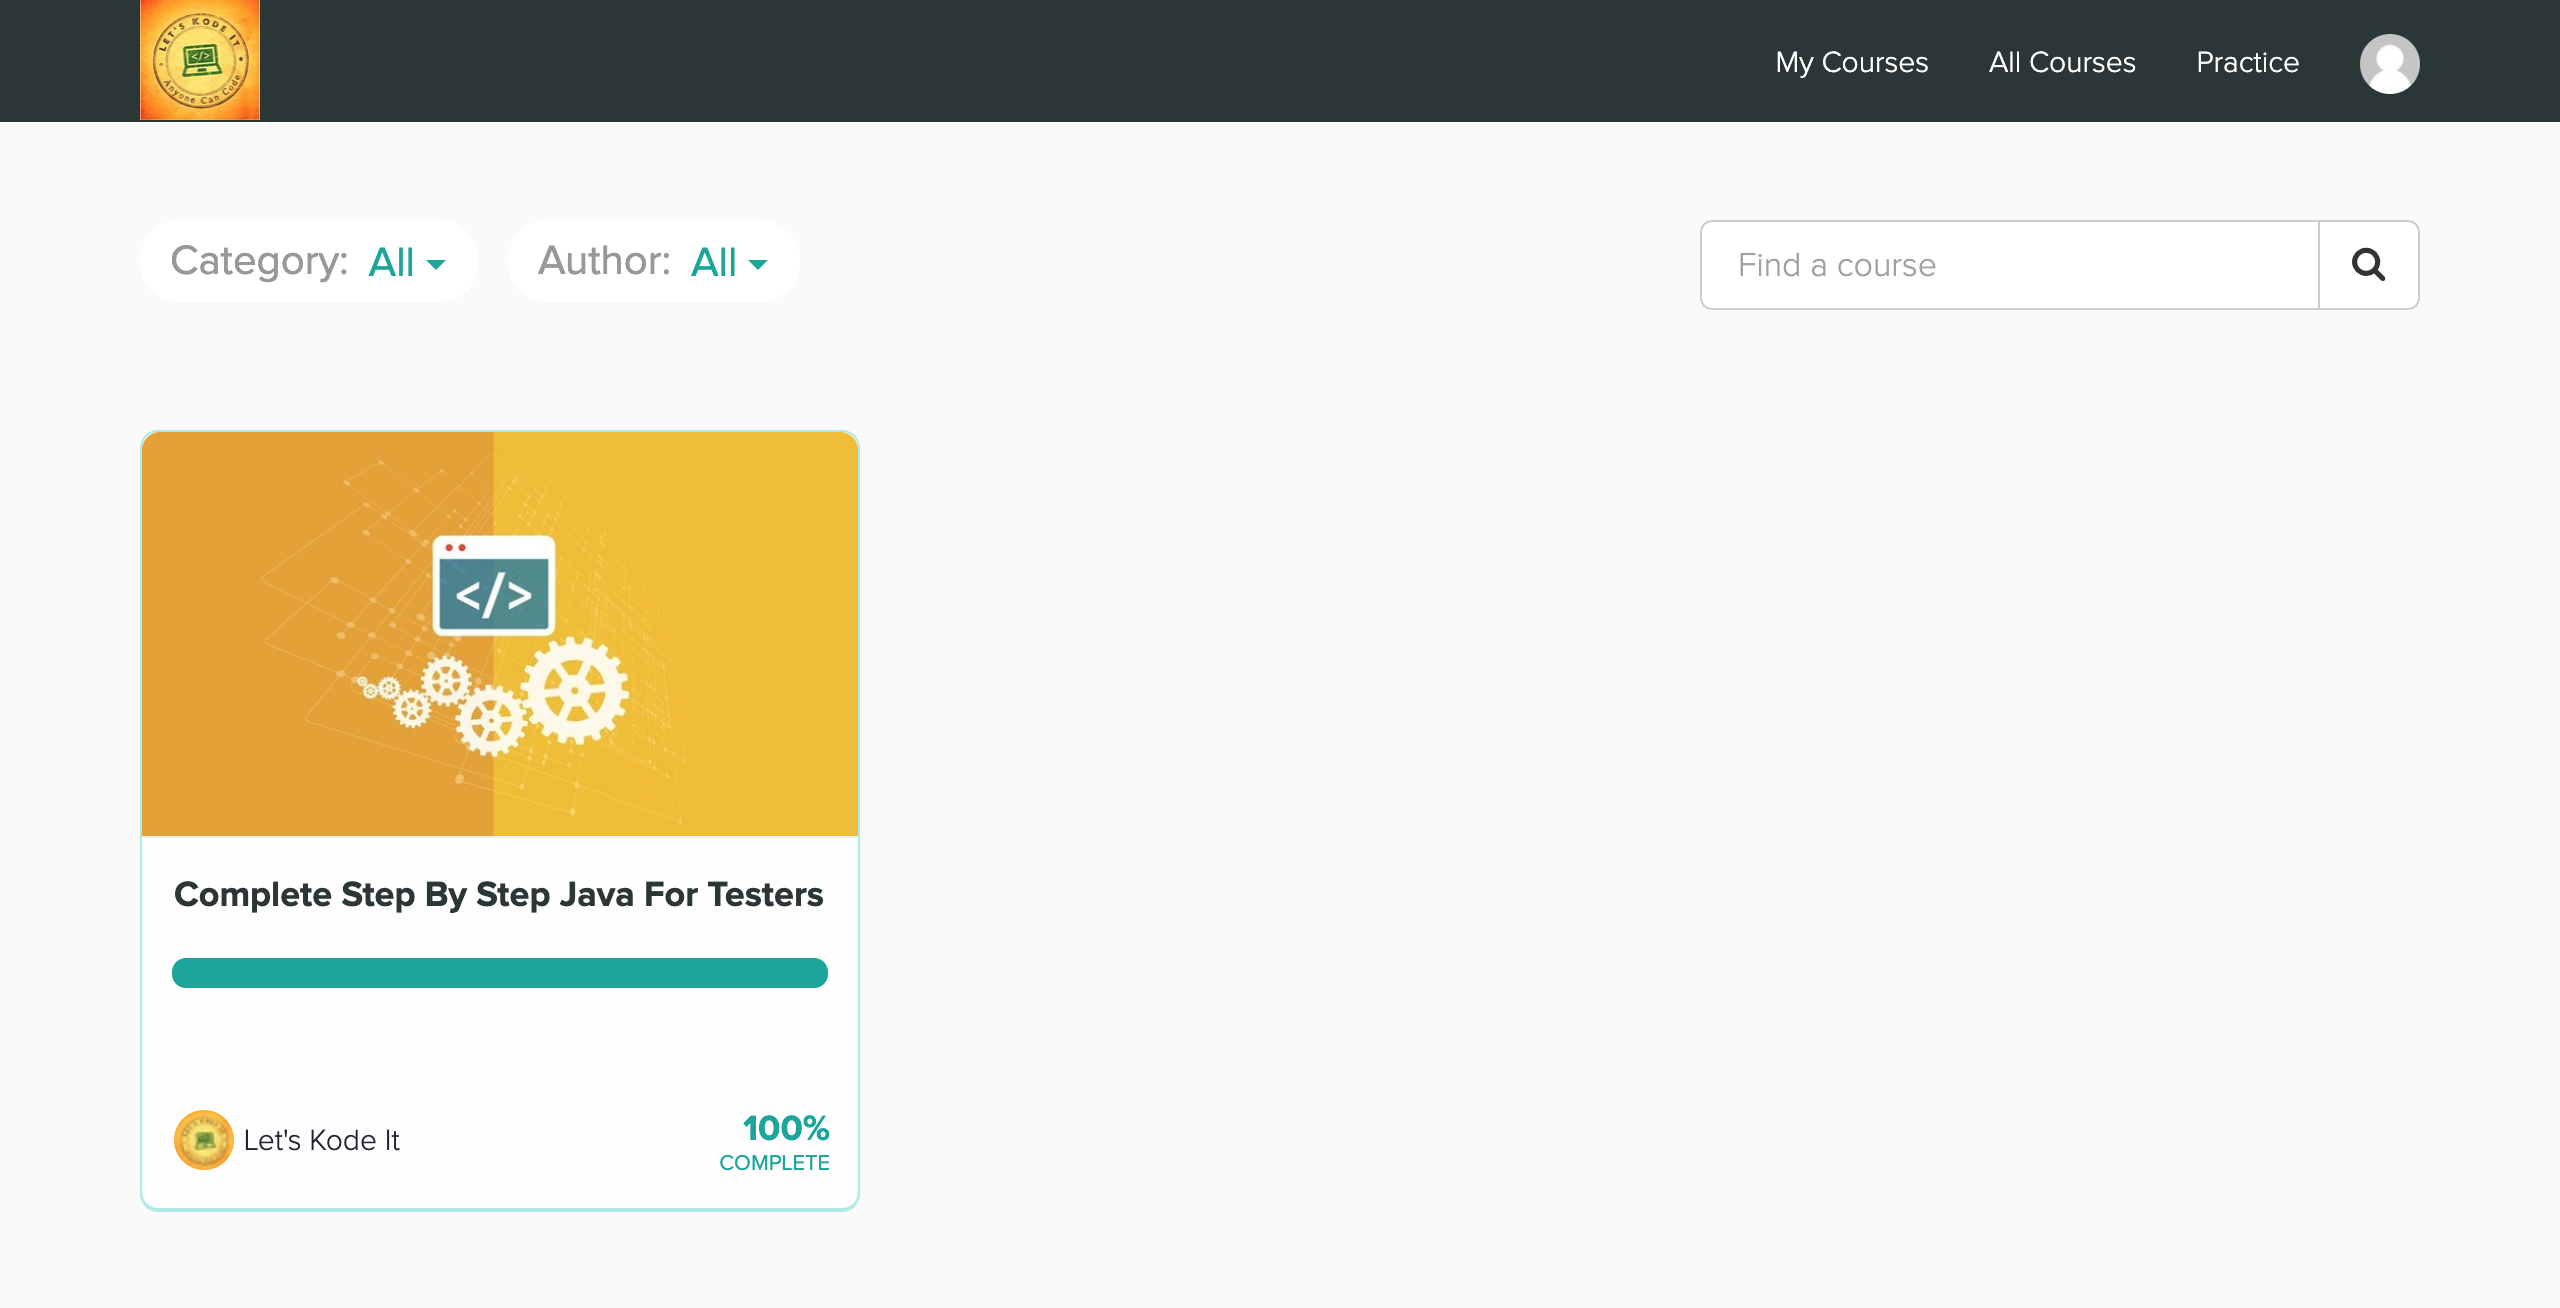 LET'S KODE IT
</>
Anyone Can Code
My Courses
All Courses
Practice
Category: All
Author: All
Find a course
</>
Complete Step By Step Java For Testers
Let's Kode It
100%
COMPLETE